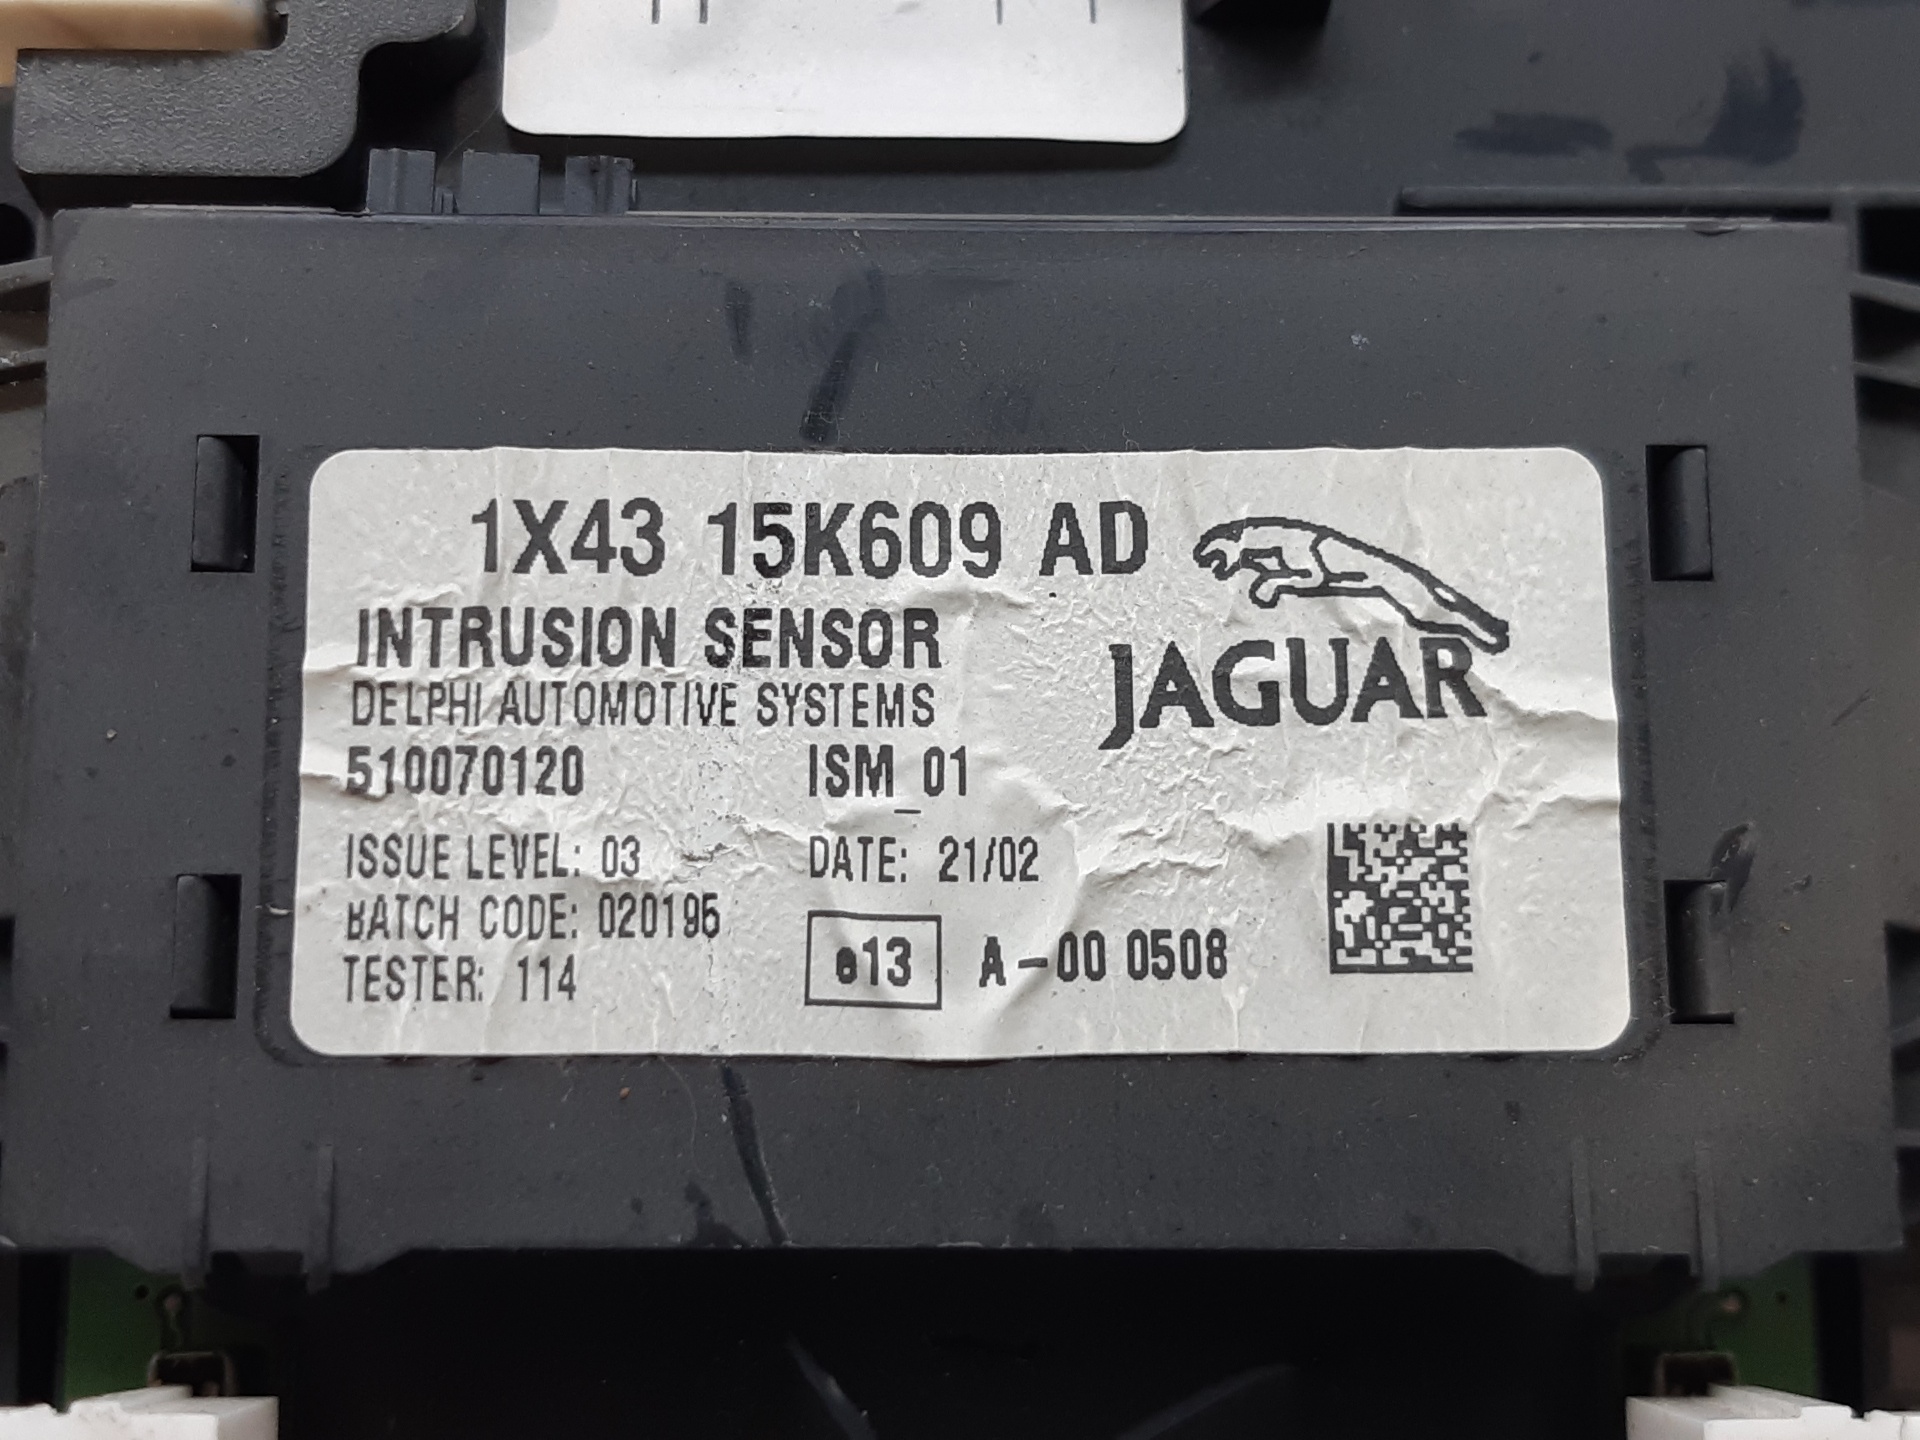 1X43 15K609 AD
INTRUSION SENSOR
JAGUAR
DELPHI AUTOMOTIVE SYSTEMS
510070120 ISM_01
ISSUE LEVEL: 03 DATE: 21/02
BATCH CODE: 020195
TESTER: 114 e13 A-00 0508